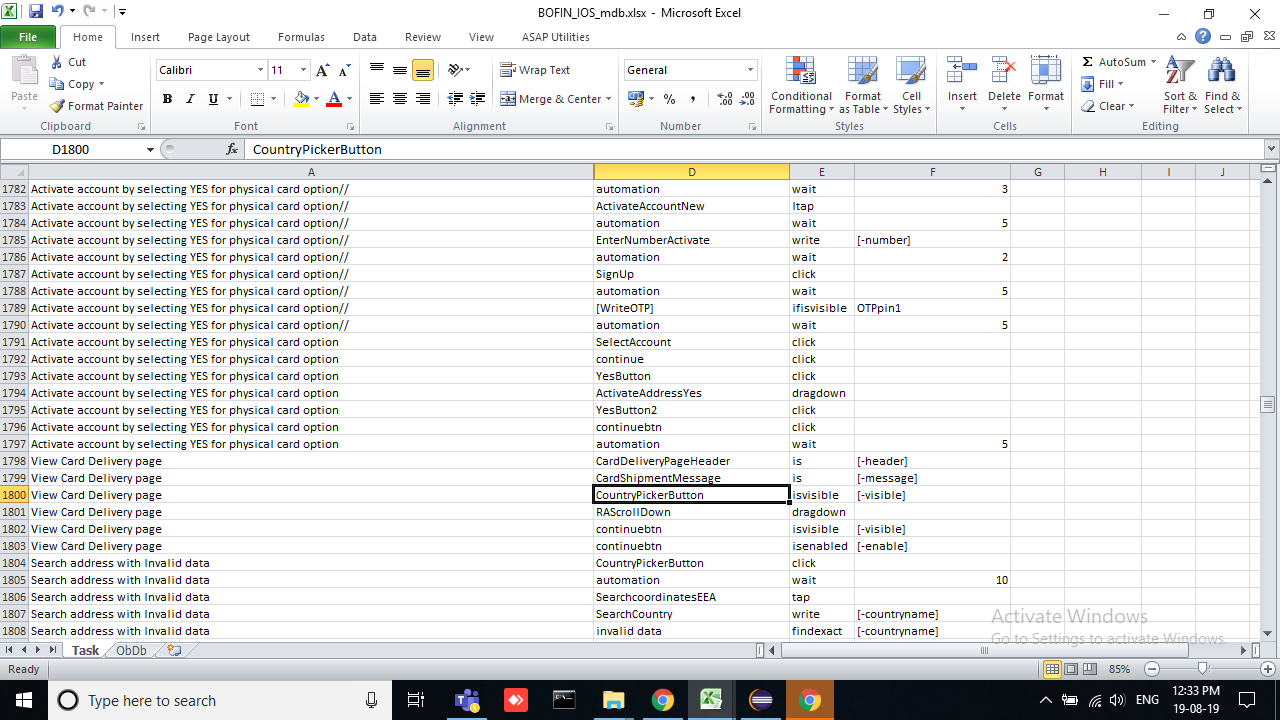 BOFIN_IOS_mdb.xlsx - Microsoft Excel
File Home Insert Page Layout Formulas Data Review View ASAP Utilities
Paste Cut Copy Format Painter
Calibri 11
B I U A A A
Wrap Text
Merge & Center
General
% ,
Conditional Formatting Format as Table Cell Styles
Insert Delete Format
Σ AutoSum Fill Clear
Sort & Filter Find & Select
Clipboard Font Alignment Number Styles Cells Editing
D1800 fx CountryPickerButton
A D E F G H I J
1782 Activate account by selecting YES for physical card option// automation wait 3
1783 Activate account by selecting YES for physical card option// ActivateAccountNew ltap
1784 Activate account by selecting YES for physical card option// automation wait 5
1785 Activate account by selecting YES for physical card option// EnterNumberActivate write [-number]
1786 Activate account by selecting YES for physical card option// automation wait 2
1787 Activate account by selecting YES for physical card option// SignUp click
1788 Activate account by selecting YES for physical card option// automation wait 5
1789 Activate account by selecting YES for physical card option// [WriteOTP] ifisvisible OTPpin1
1790 Activate account by selecting YES for physical card option// automation wait 5
1791 Activate account by selecting YES for physical card option SelectAccount click
1792 Activate account by selecting YES for physical card option continue click
1793 Activate account by selecting YES for physical card option YesButton click
1794 Activate account by selecting YES for physical card option ActivateAddressYes dragdown
1795 Activate account by selecting YES for physical card option YesButton2 click
1796 Activate account by selecting YES for physical card option continuebtn click
1797 Activate account by selecting YES for physical card option automation wait 5
1798 View Card Delivery page CardDeliveryPageHeader is [-header]
1799 View Card Delivery page CardShipmentMessage is [-message]
1800 View Card Delivery page CountryPickerButton isvisible [-visible]
1801 View Card Delivery page RAScrollDown dragdown
1802 View Card Delivery page continuebtn isvisible [-visible]
1803 View Card Delivery page continuebtn isenabled [-enable]
1804 Search address with Invalid data CountryPickerButton click
1805 Search address with Invalid data automation wait 10
1806 Search address with Invalid data SearchcoordinatesEEA tap
1807 Search address with Invalid data SearchCountry write [-countryname]
1808 Search address with Invalid data invalid data findexact [-countryname]
Activate Windows
Go to Settings to activate Windows.
Task ObDb
Ready 85%
Type here to search
ENG 12:33 PM
19-08-19